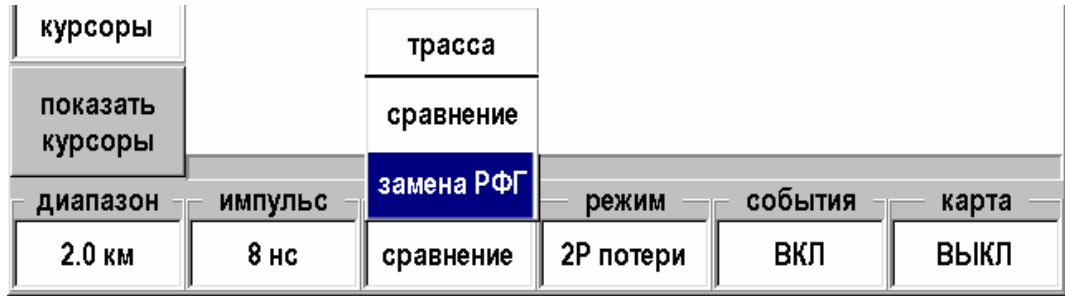 курсоры
трасса
показать
курсоры
сравнение
замена РФГ
диапазон импульс режим события карта
2.0 км 8 нс сравнение 2Р потери ВКЛ ВЫКЛ